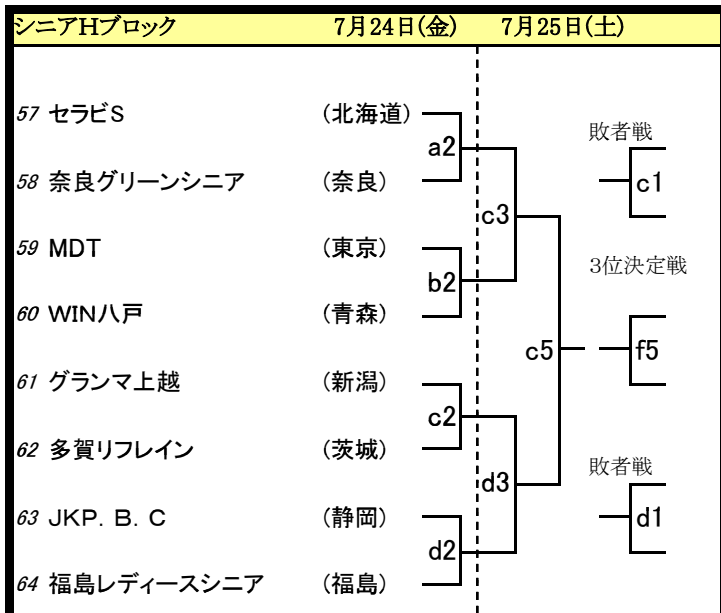 シニアHブロック 7月24日(金) 7月25日(土)
57 セラビS (北海道)
敗者戦
a2
58 奈良グリーンシニア (奈良) c1
c3
59 MDT (東京)
3位決定戦
b2
60 WIN八戸 (青森)
c5 f5
61 グランマ上越 (新潟)
c2
62 多賀リフレイン (茨城)
敗者戦
d3
63 JKP. B. C (静岡) d1
d2
64 福島レディースシニア (福島)